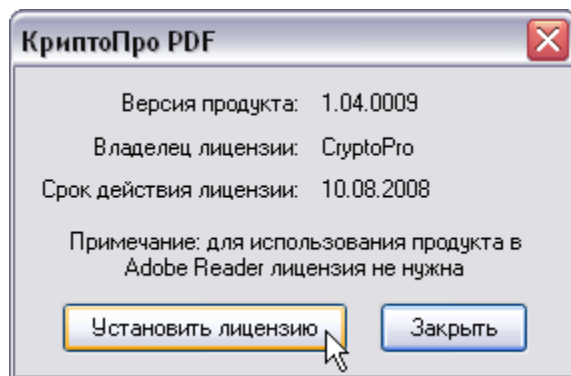 КриптоПро PDF
Версия продукта: 1.04.0009
Владелец лицензии: CryptoPro
Срок действия лицензии: 10.08.2008
Примечание: для использования продукта в
Adobe Reader лицензия не нужна
Установить лицензию Закрыть